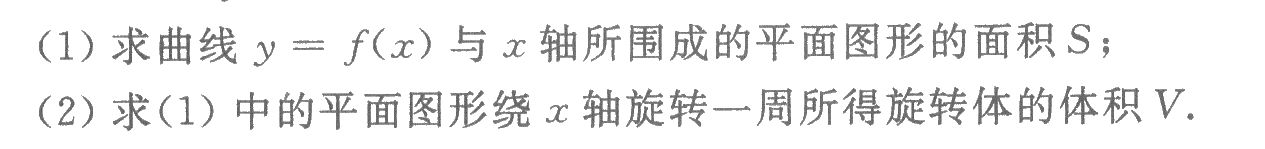 (1) 求曲线 y = f(x) 与 x 轴所围成的平面图形的面积 S;
(2) 求(1) 中的平面图形绕 x 轴旋转一周所得旋转体的体积 V.